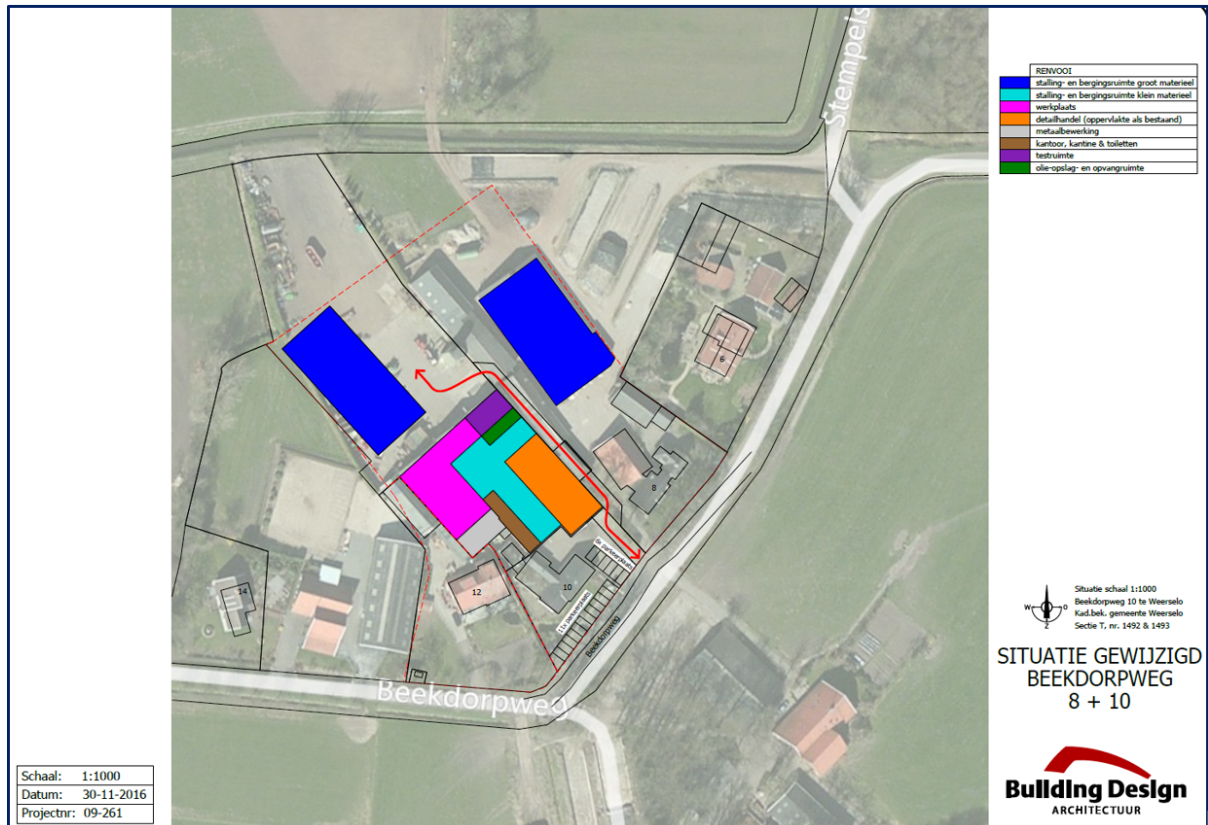 Stempels
RENVOOI
stalling- en bergingsruimte groot materieel
stalling- en bergingsruimte klein materieel
werkplaats
detailhandel (oppervlakte als bestaand)
metaalbewerking
kantoor, kantine & toiletten
testruimte
olie-opslag- en opvangruimte
6
8
10
12
14
11x parkeerplaats
Beekdorpweg
Beekdorpweg
W O
Z
Situatie schaal 1:1000
Beekdorpweg 10 te Weerselo
Kad.bek. gemeente Weerselo
Sectie T, nr. 1492 & 1493
SITUATIE GEWIJZIGD
BEEKDORPWEG
8 + 10
Building Design
ARCHITECTUUR
Schaal: 1:1000
Datum: 30-11-2016
Projectnr: 09-261